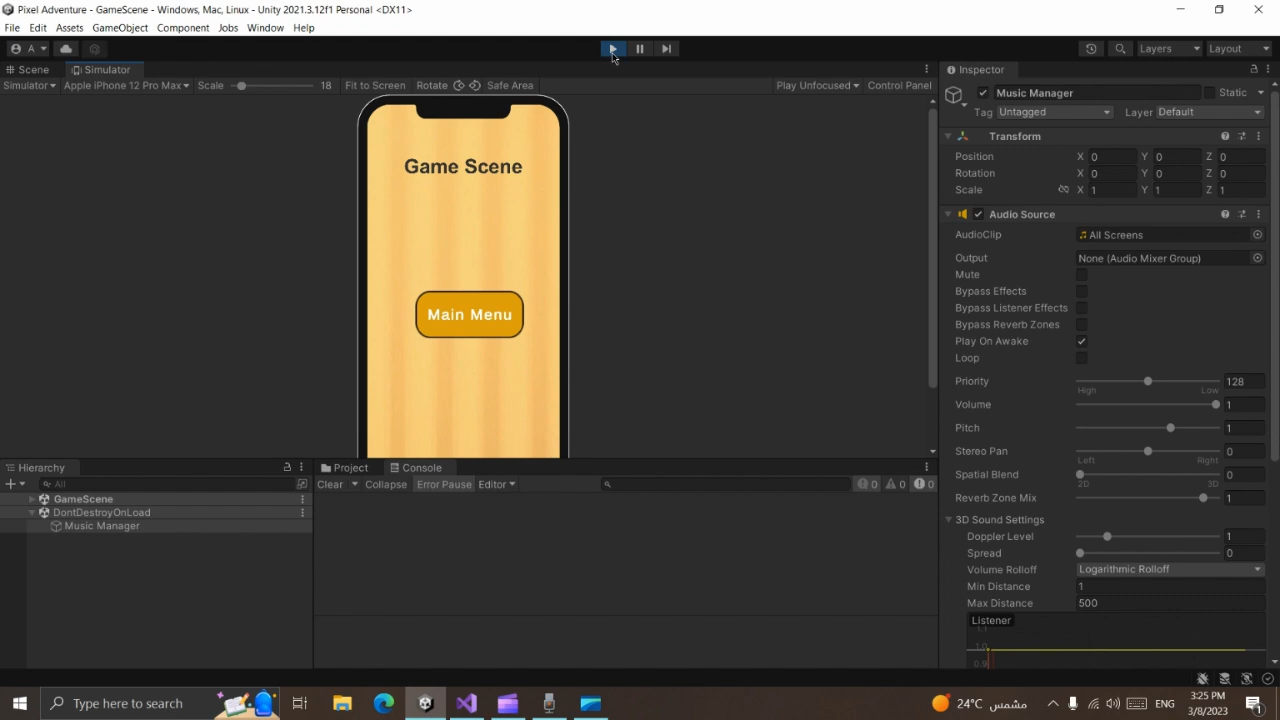 Pixel Adventure - GameScene - Windows, Mac, Linux - Unity 2021.3.12f1 Personal <DX11>
File Edit Assets GameObject Component Jobs Window Help
A Layers Layout
Scene Simulator
Simulator Apple iPhone 12 Pro Max Scale 18 Fit to Screen Rotate Safe Area Play Unfocused Control Panel
Game Scene
Main Menu
Inspector
Music Manager Static
Tag Untagged Layer Default
Transform
Position X 0 Y 0 Z 0
Rotation X 0 Y 0 Z 0
Scale X 1 Y 1 Z 1
Audio Source
AudioClip All Screens
Output None (Audio Mixer Group)
Mute
Bypass Effects
Bypass Listener Effects
Bypass Reverb Zones
Play On Awake
Loop
Priority 128
High Low
Volume 1
Pitch 1
Stereo Pan 0
Left Right
Spatial Blend 0
2D 3D
Reverb Zone Mix 1
3D Sound Settings
Doppler Level 1
Spread 0
Volume Rolloff Logarithmic Rolloff
Min Distance 1
Max Distance 500
Listener
1.0
0.9
Hierarchy
All
GameScene
DontDestroyOnLoad
Music Manager
Project Console
Clear Collapse Error Pause Editor 0 0 0
Type here to search
24°C مشمس
ENG
3:25 PM
3/8/2023
1